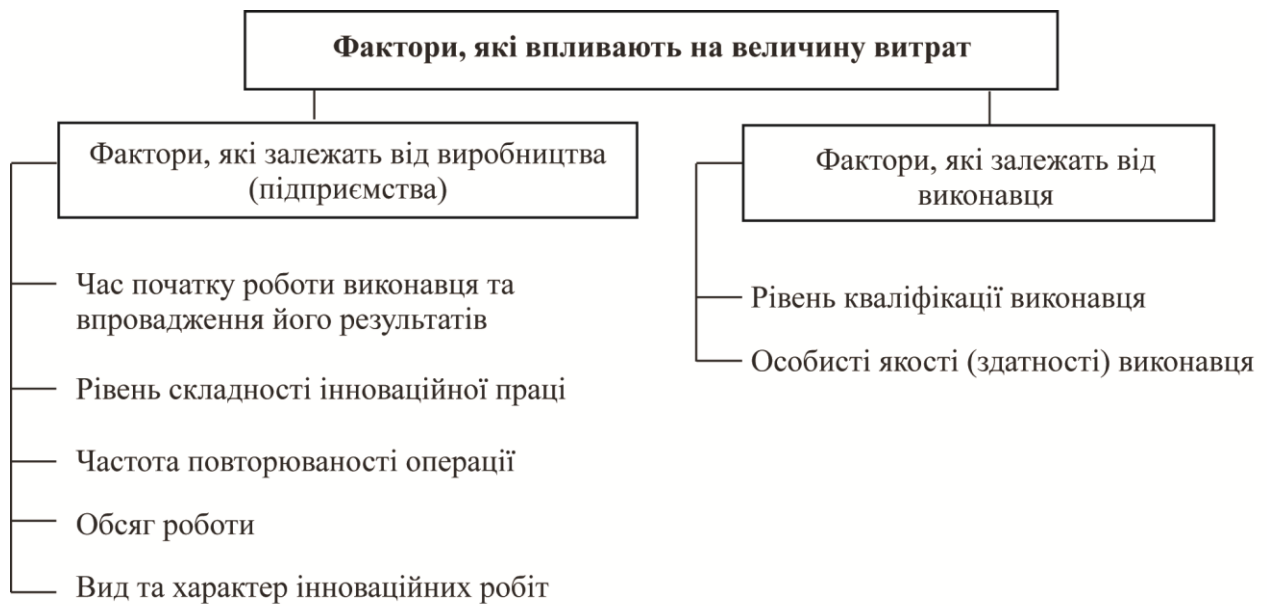 Фактори, які впливають на величину витрат
Фактори, які залежать від виробництва
(підприємства)
Час початку роботи виконавця та
впровадження його результатів
Рівень складності інноваційної праці
Частота повторюваності операції
Обсяг роботи
Вид та характер інноваційних робіт
Фактори, які залежать від
виконавця
Рівень кваліфікації виконавця
Особисті якості (здатності) виконавця